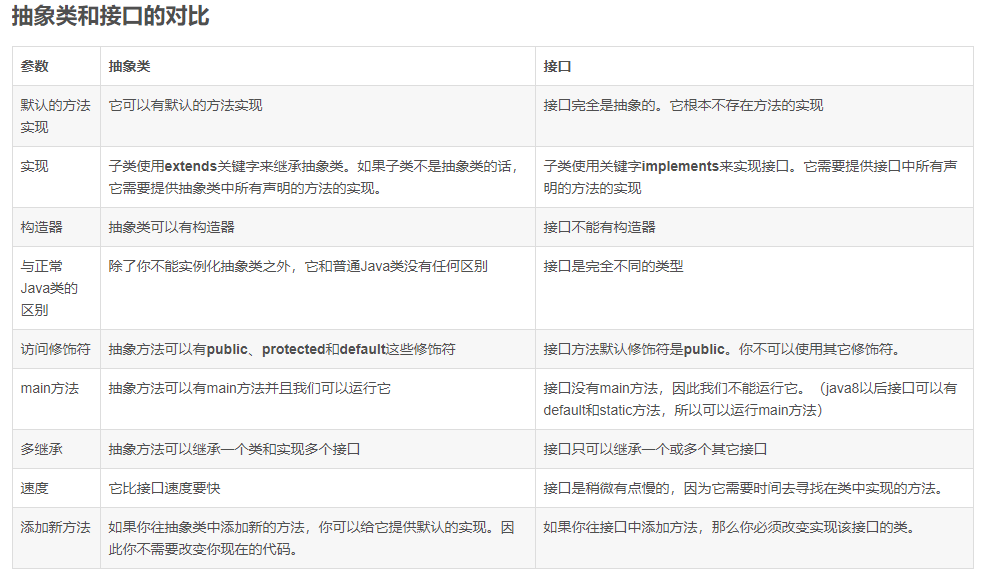 抽象类和接口的对比
参数 抽象类 接口
默认的方法 它可以有默认的方法实现 接口完全是抽象的。它根本不存在方法的实现
实现
实现 子类使用extends关键字来继承抽象类。如果子类不是抽象类的话， 子类使用关键字implements来实现接口。它需要提供接口中所有声
它需要提供抽象类中所有声明的方法的实现。 明的方法的实现
构造器 抽象类可以有构造器 接口不能有构造器
与正常 除了你不能实例化抽象类之外，它和普通Java类没有任何区别 接口是完全不同的类型
Java类的
区别
访问修饰符 抽象方法可以有public、protected和default这些修饰符 接口方法默认修饰符是public。你不可以使用其它修饰符。
main方法 抽象方法可以有main方法并且我们可以运行它 接口没有main方法，因此我们不能运行它。（java8以后接口可以有
default和static方法，所以可以运行main方法）
多继承 抽象方法可以继承一个类和实现多个接口 接口只可以继承一个或多个其它接口
速度 它比接口速度要快 接口是稍微有点慢的，因为它需要时间去寻找在类中实现的方法。
添加新方法 如果你往抽象类中添加新的方法，你可以给它提供默认的实现。因 如果你往接口中添加方法，那么你必须改变实现该接口的类。
此你不需要改变你现在的代码。